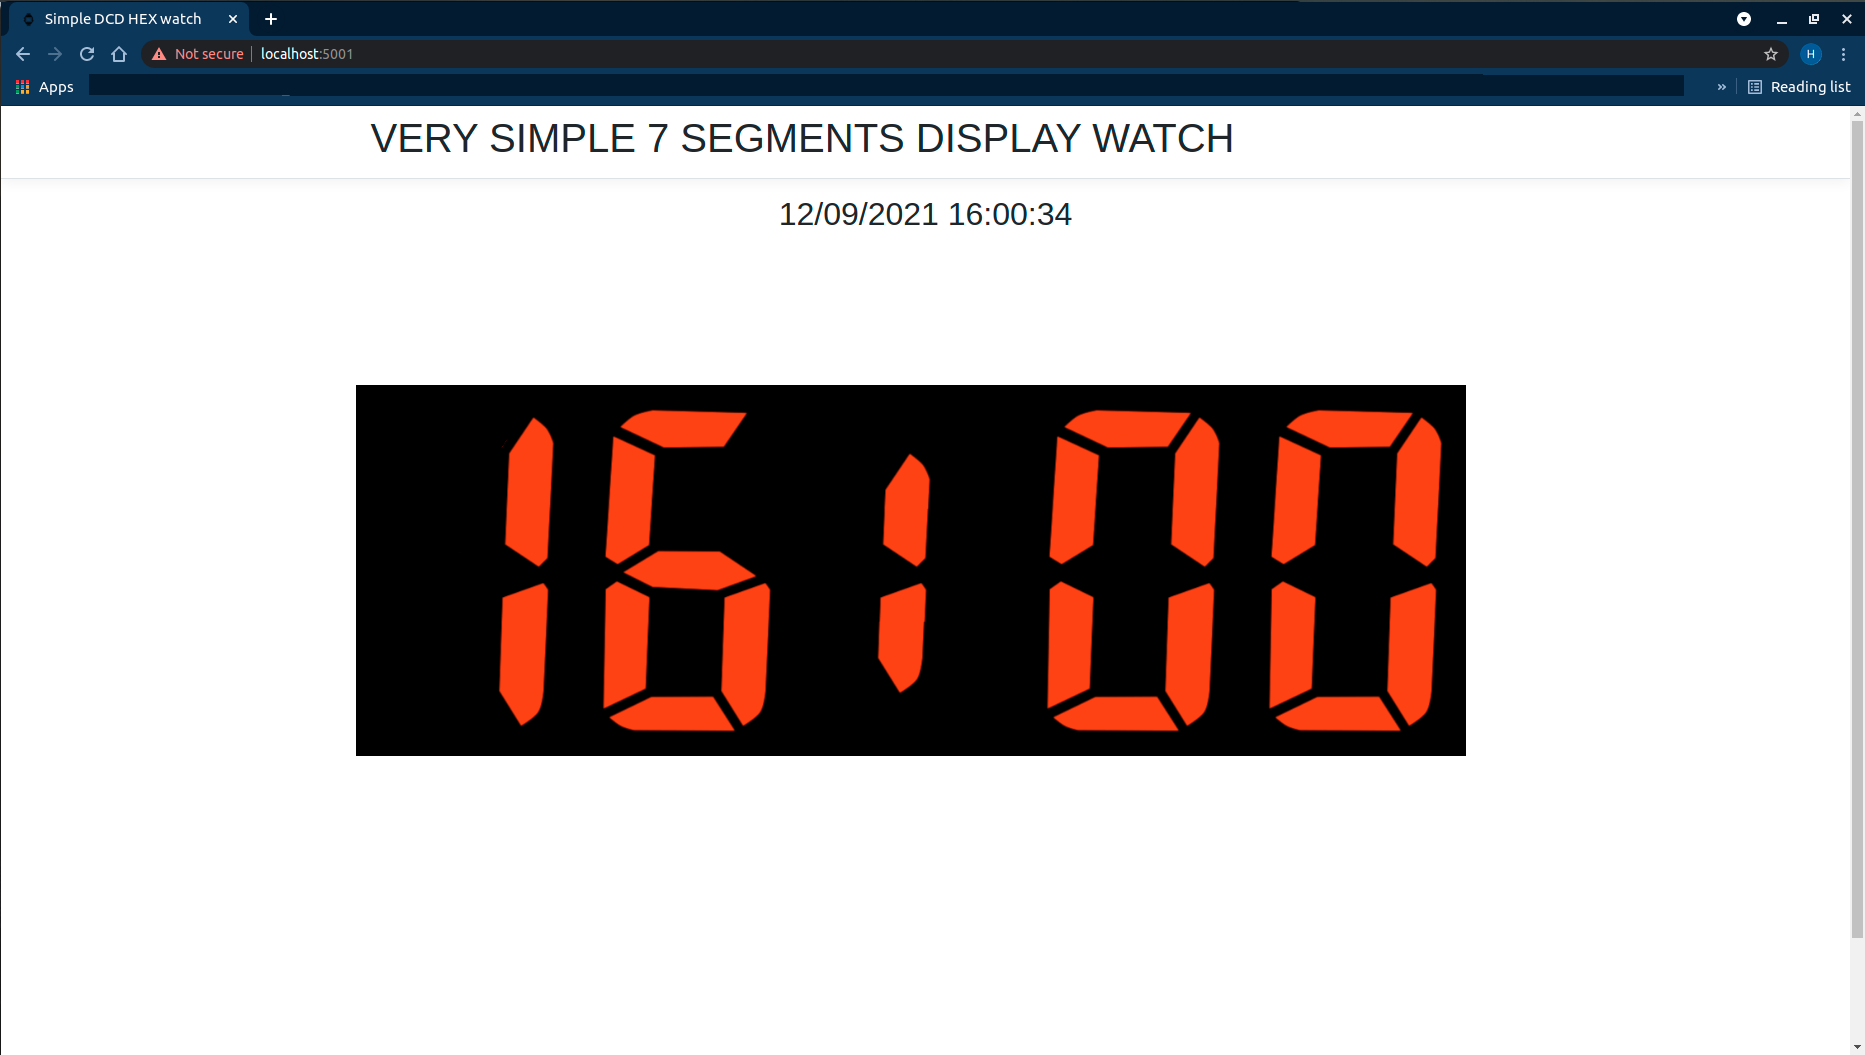 Simple DCD HEX watch
Not secure localhost:5001
H
Apps
» Reading list
VERY SIMPLE 7 SEGMENTS DISPLAY WATCH
12/09/2021 16:00:34
16:00